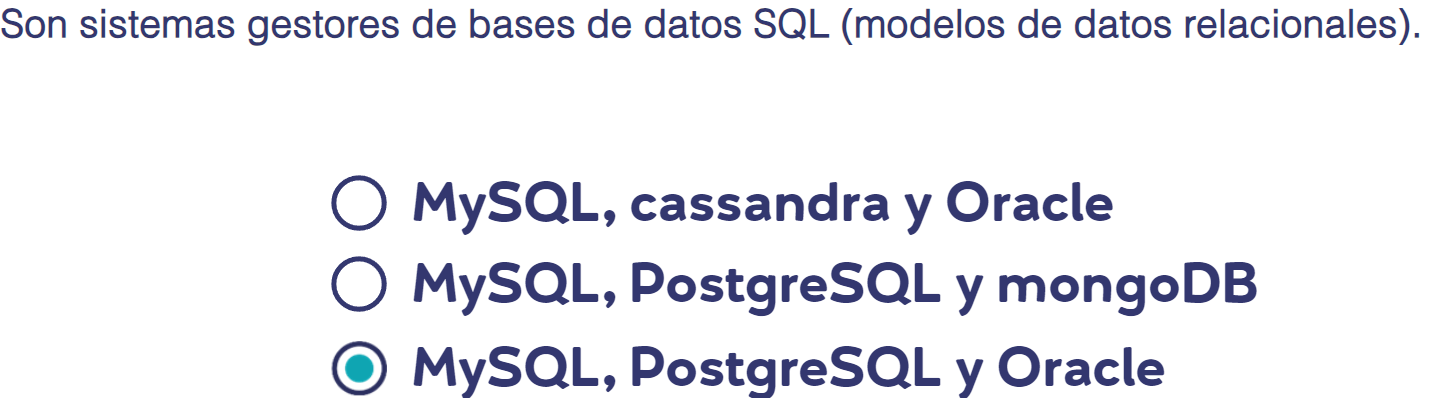 Son sistemas gestores de bases de datos SQL (modelos de datos relacionales).
MySQL, cassandra y Oracle
MySQL, PostgreSQL y mongoDB
MySQL, PostgreSQL y Oracle